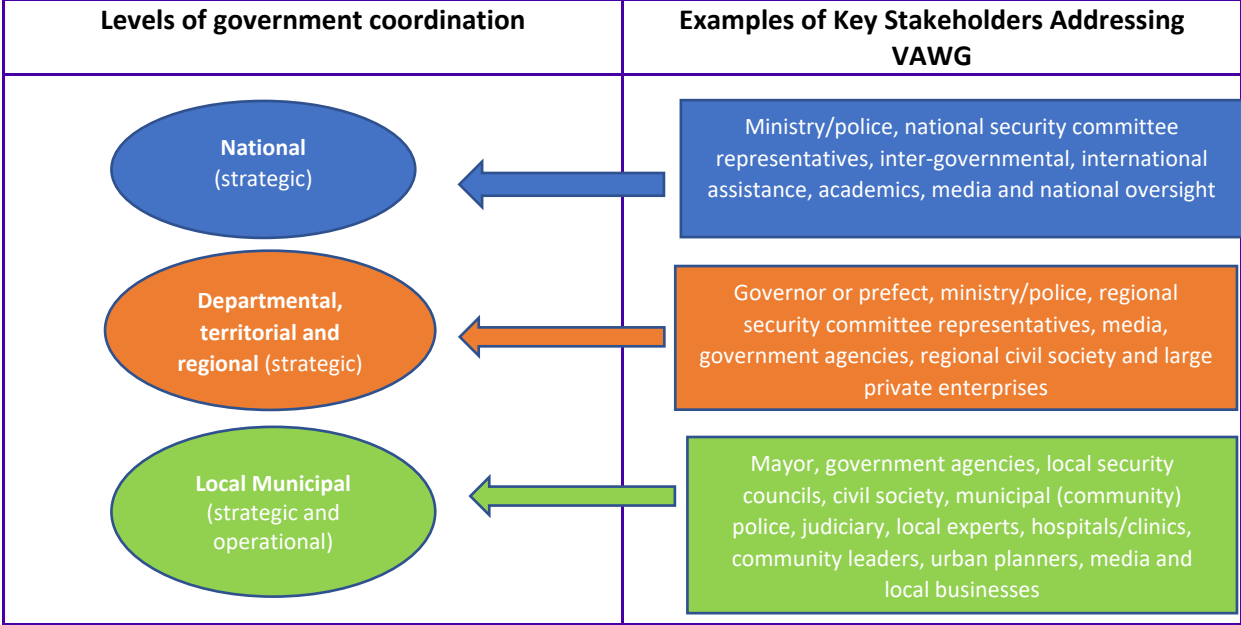 Levels of government coordination
Examples of Key Stakeholders Addressing
VAWG
National
(strategic)
Ministry/police, national security committee
representatives, inter-governmental, international
assistance, academics, media and national oversight
Departmental,
territorial and
regional (strategic)
Governor or prefect, ministry/police, regional
security committee representatives, media,
government agencies, regional civil society and large
private enterprises
Local Municipal
(strategic and
operational)
Mayor, government agencies, local security
councils, civil society, municipal (community)
police, judiciary, local experts, hospitals/clinics,
community leaders, urban planners, media and
local businesses